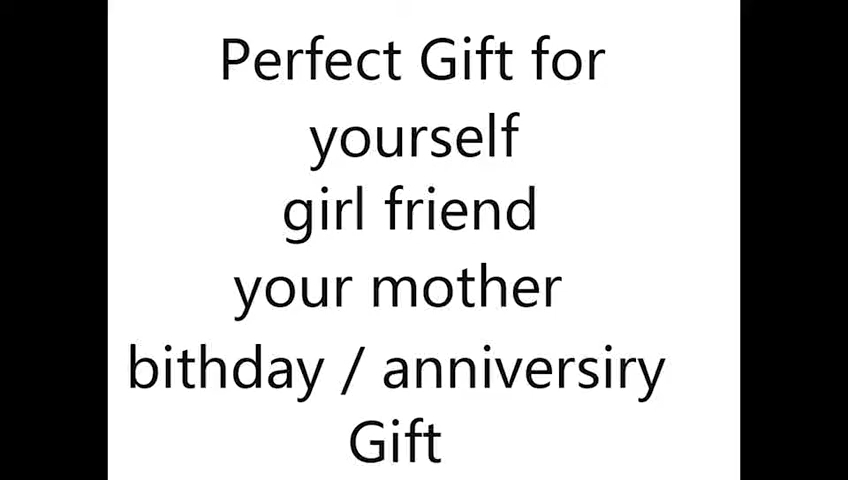 Perfect Gift for
yourself
girl friend
your mother
bithday / anniversiry
Gift